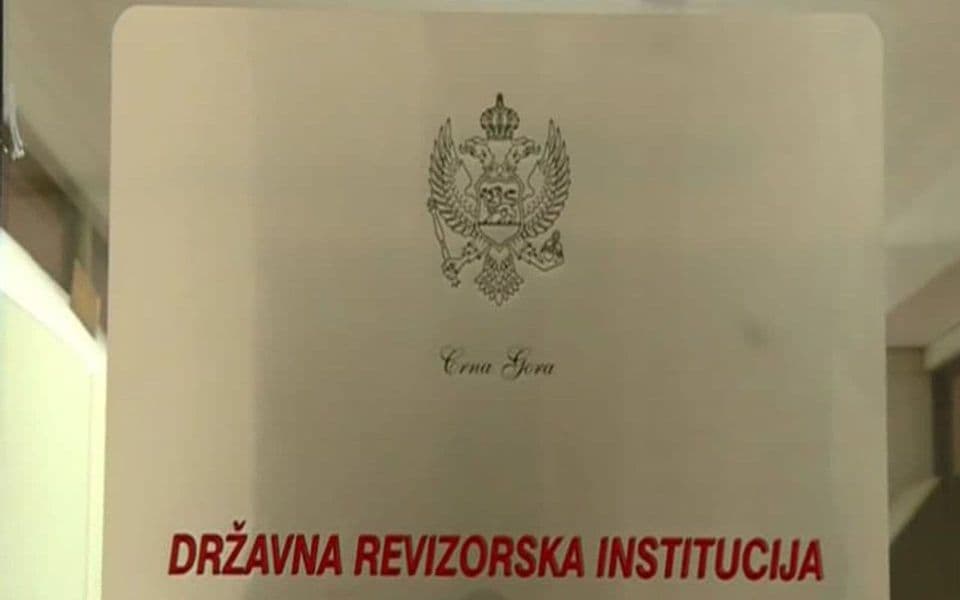 Crna Gora
DRŽAVNA REVIZORSKA INSTITUCIJA